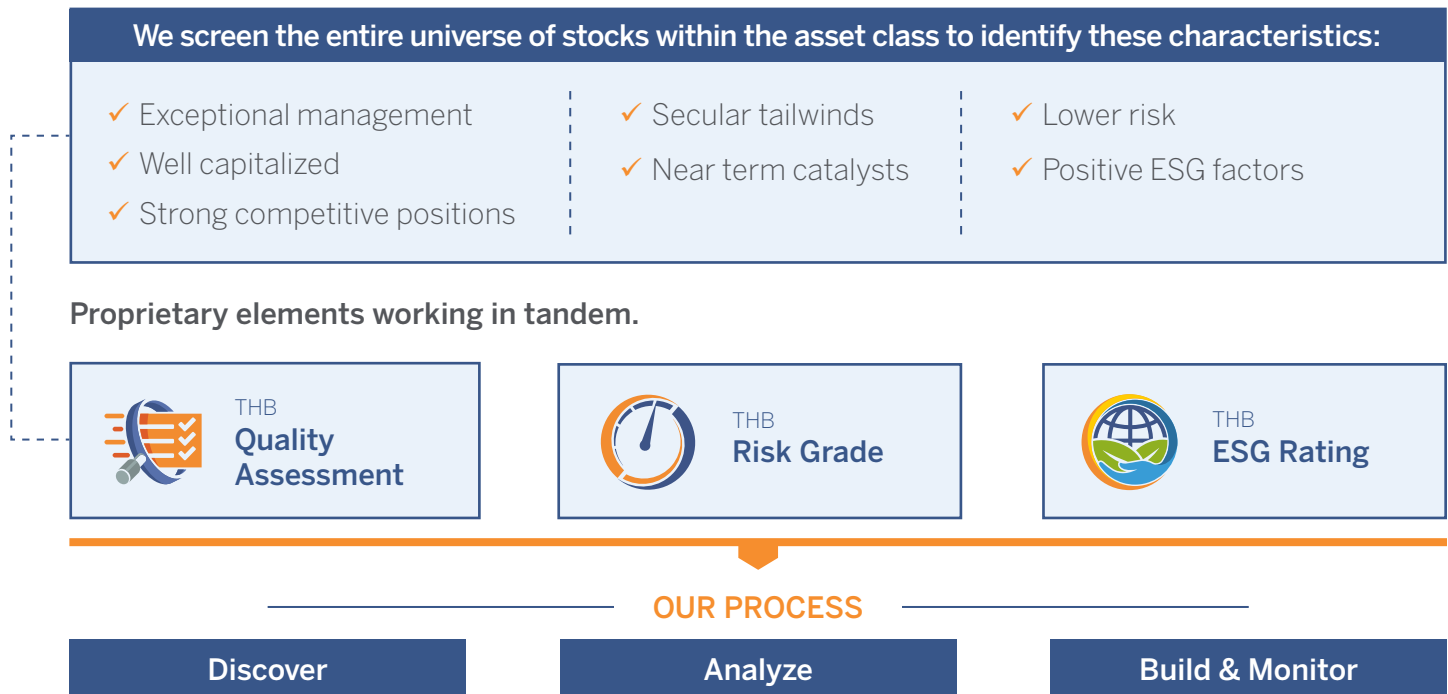 We screen the entire universe of stocks within the asset class to identify these characteristics:
✓ Exceptional management
✓ Well capitalized
✓ Strong competitive positions
✓ Secular tailwinds
✓ Near term catalysts
✓ Lower risk
✓ Positive ESG factors
Proprietary elements working in tandem.
THB
Quality
Assessment
THB
Risk Grade
THB
ESG Rating
OUR PROCESS
Discover
Analyze
Build & Monitor